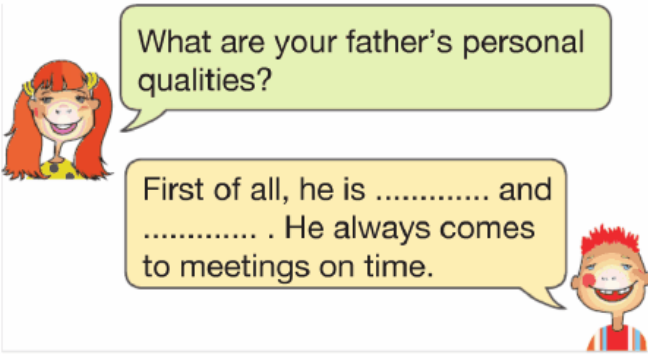 What are your father's personal
qualities?
First of all, he is ............. and
............. . He always comes
to meetings on time.